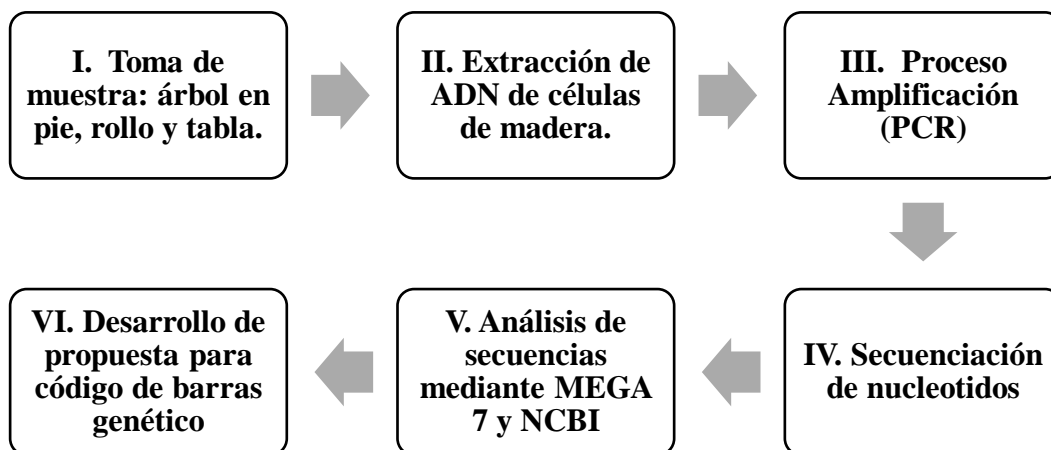 I. Toma de
muestra: árbol en
pie, rollo y tabla.
II. Extracción de
ADN de células
de madera.
III. Proceso
Amplificación
(PCR)
IV. Secuenciación
de nucleotidos
V. Análisis de
secuencias
mediante MEGA
7 y NCBI
VI. Desarrollo de
propuesta para
código de barras
genético